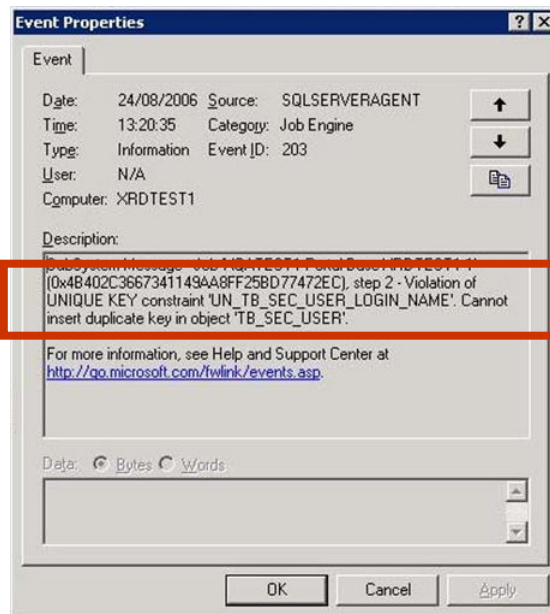 Event Properties
Event
Date: 24/08/2006 Source: SQLSERVERAGENT
Time: 13:20:35 Category: Job Engine
Type: Information Event ID: 203
User: N/A
Computer: XRDTEST1
Description:
(0x4B402C3667341149AA8FF25BD77472EC), step 2 - Violation of
UNIQUE KEY constraint 'UN_TB_SEC_USER_LOGIN_NAME'. Cannot
insert duplicate key in object 'TB_SEC_USER'.
For more information, see Help and Support Center at
http://go.microsoft.com/fwlink/events.asp.
Data: Bytes Words
OK Cancel Apply